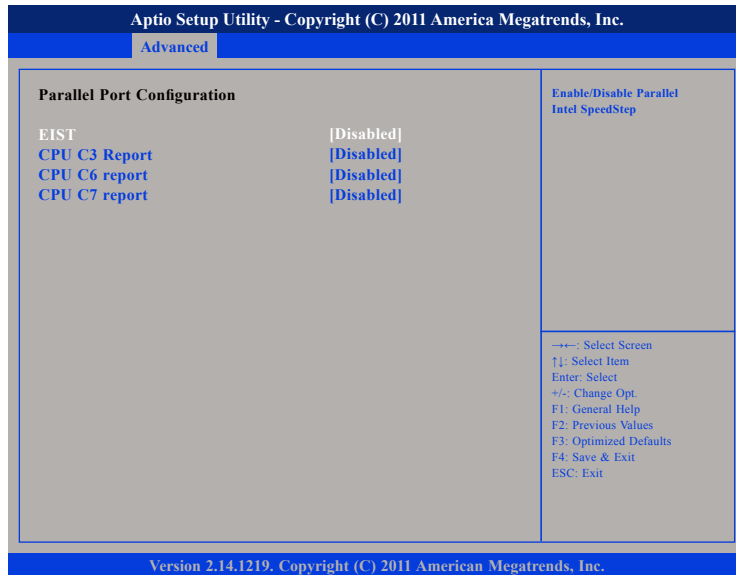 Aptio Setup Utility - Copyright (C) 2011 America Megatrends, Inc.
Advanced
Parallel Port Configuration
EIST [Disabled]
CPU C3 Report [Disabled]
CPU C6 report [Disabled]
CPU C7 report [Disabled]
Enable/Disable Parallel
Intel SpeedStep
→←: Select Screen
↑↓: Select Item
Enter: Select
+/-: Change Opt.
F1: General Help
F2: Previous Values
F3: Optimized Defaults
F4: Save & Exit
ESC: Exit
Version 2.14.1219. Copyright (C) 2011 American Megatrends, Inc.